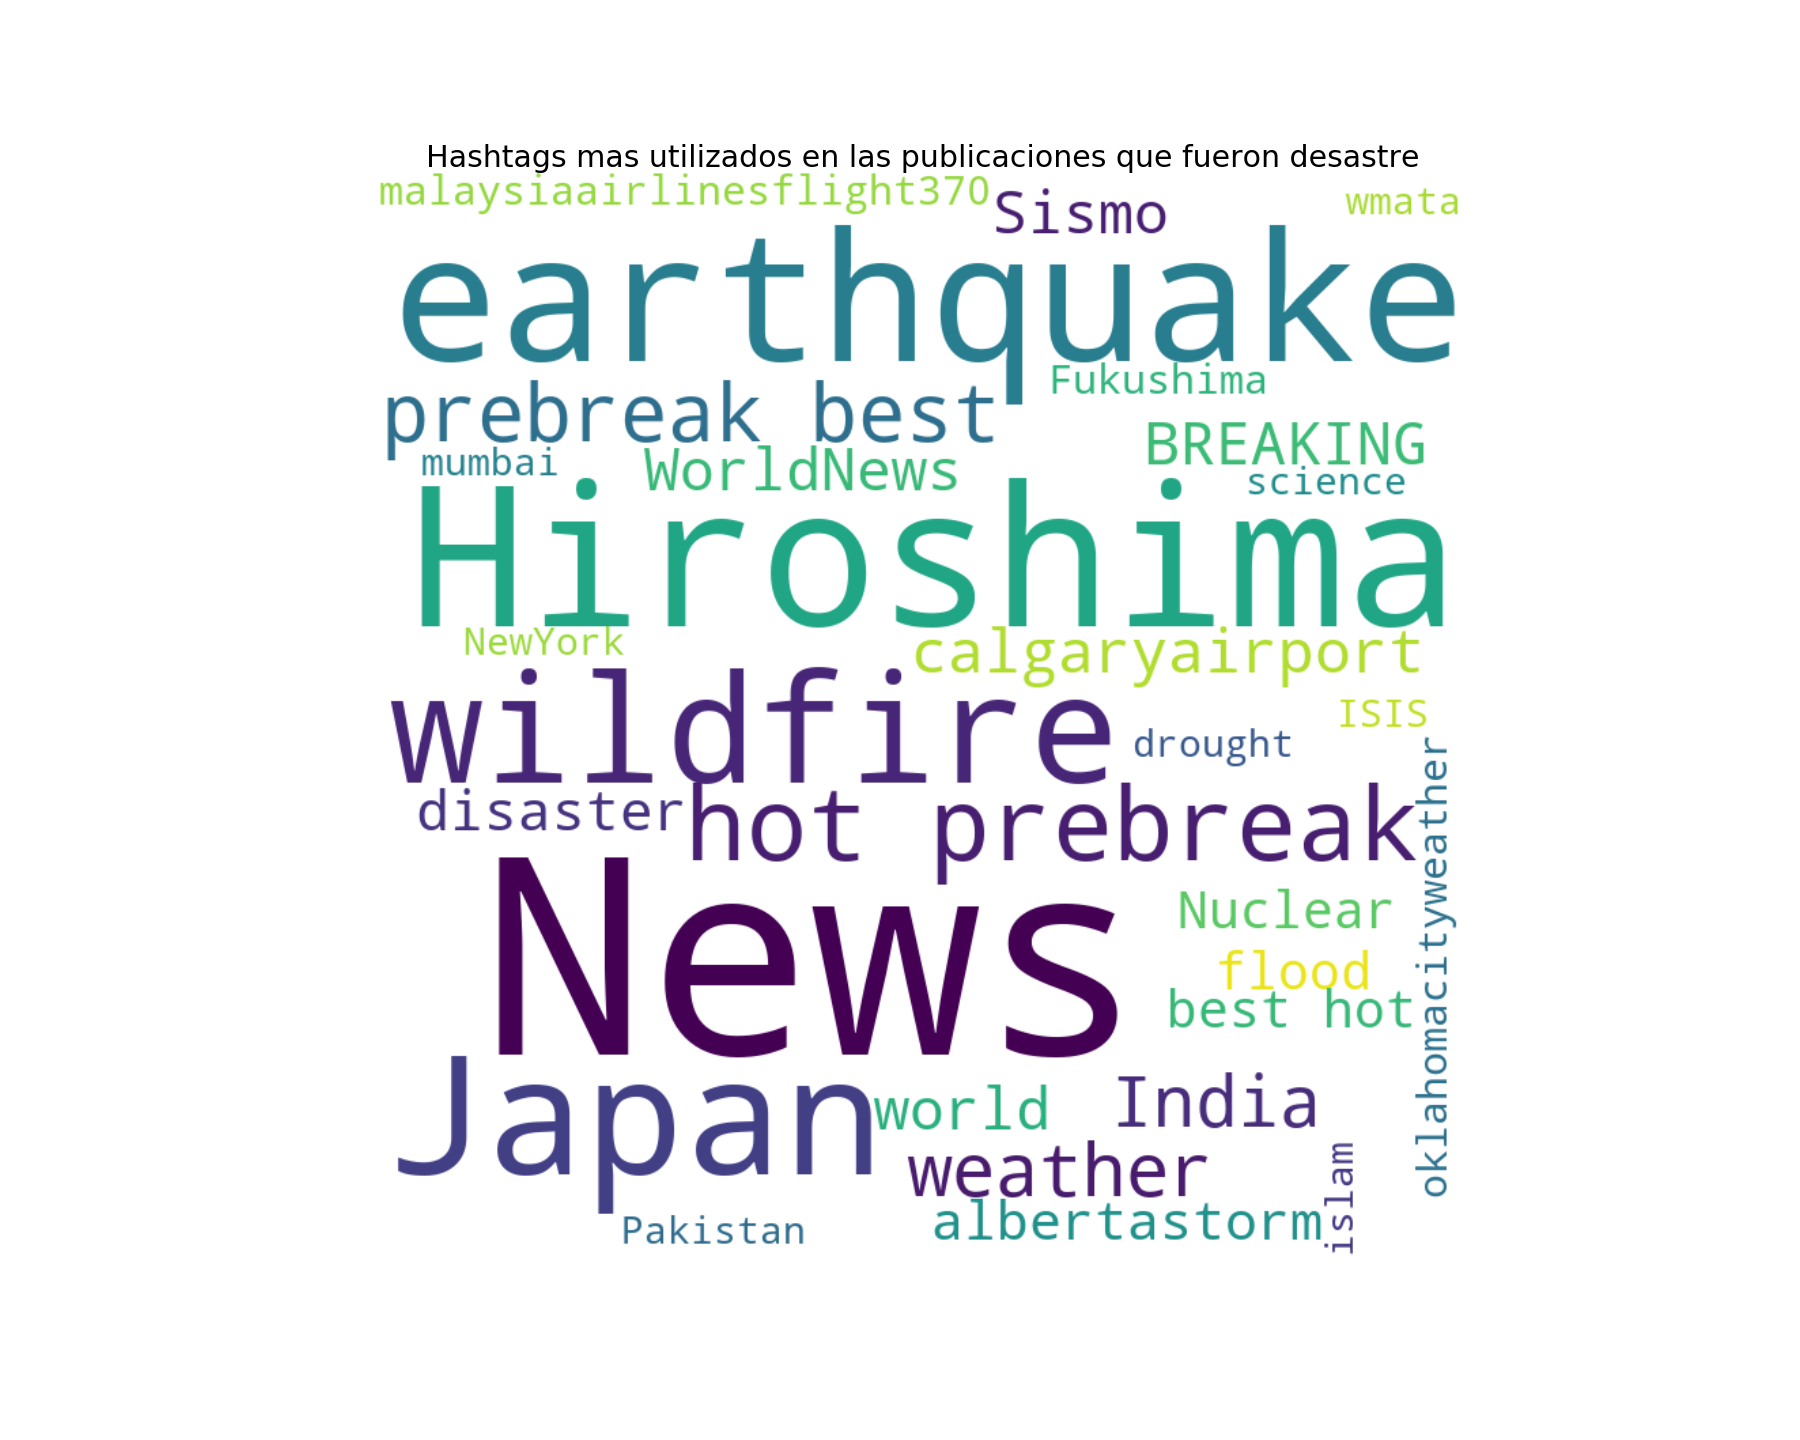 Hashtags mas utilizados en las publicaciones que fueron desastre
malaysiaairlinesflight370
Sismo
wmata
earthquake
Fukushima
prebreak best
BREAKING
mumbai
WorldNews
science
Hiroshima
NewYork
calgaryairport
wildfire
ISIS
drought
disaster
hot prebreak
oklahomacityweather
News
Nuclear
flood
best hot
Japan
world
India
weather
islam
albertastorm
Pakistan